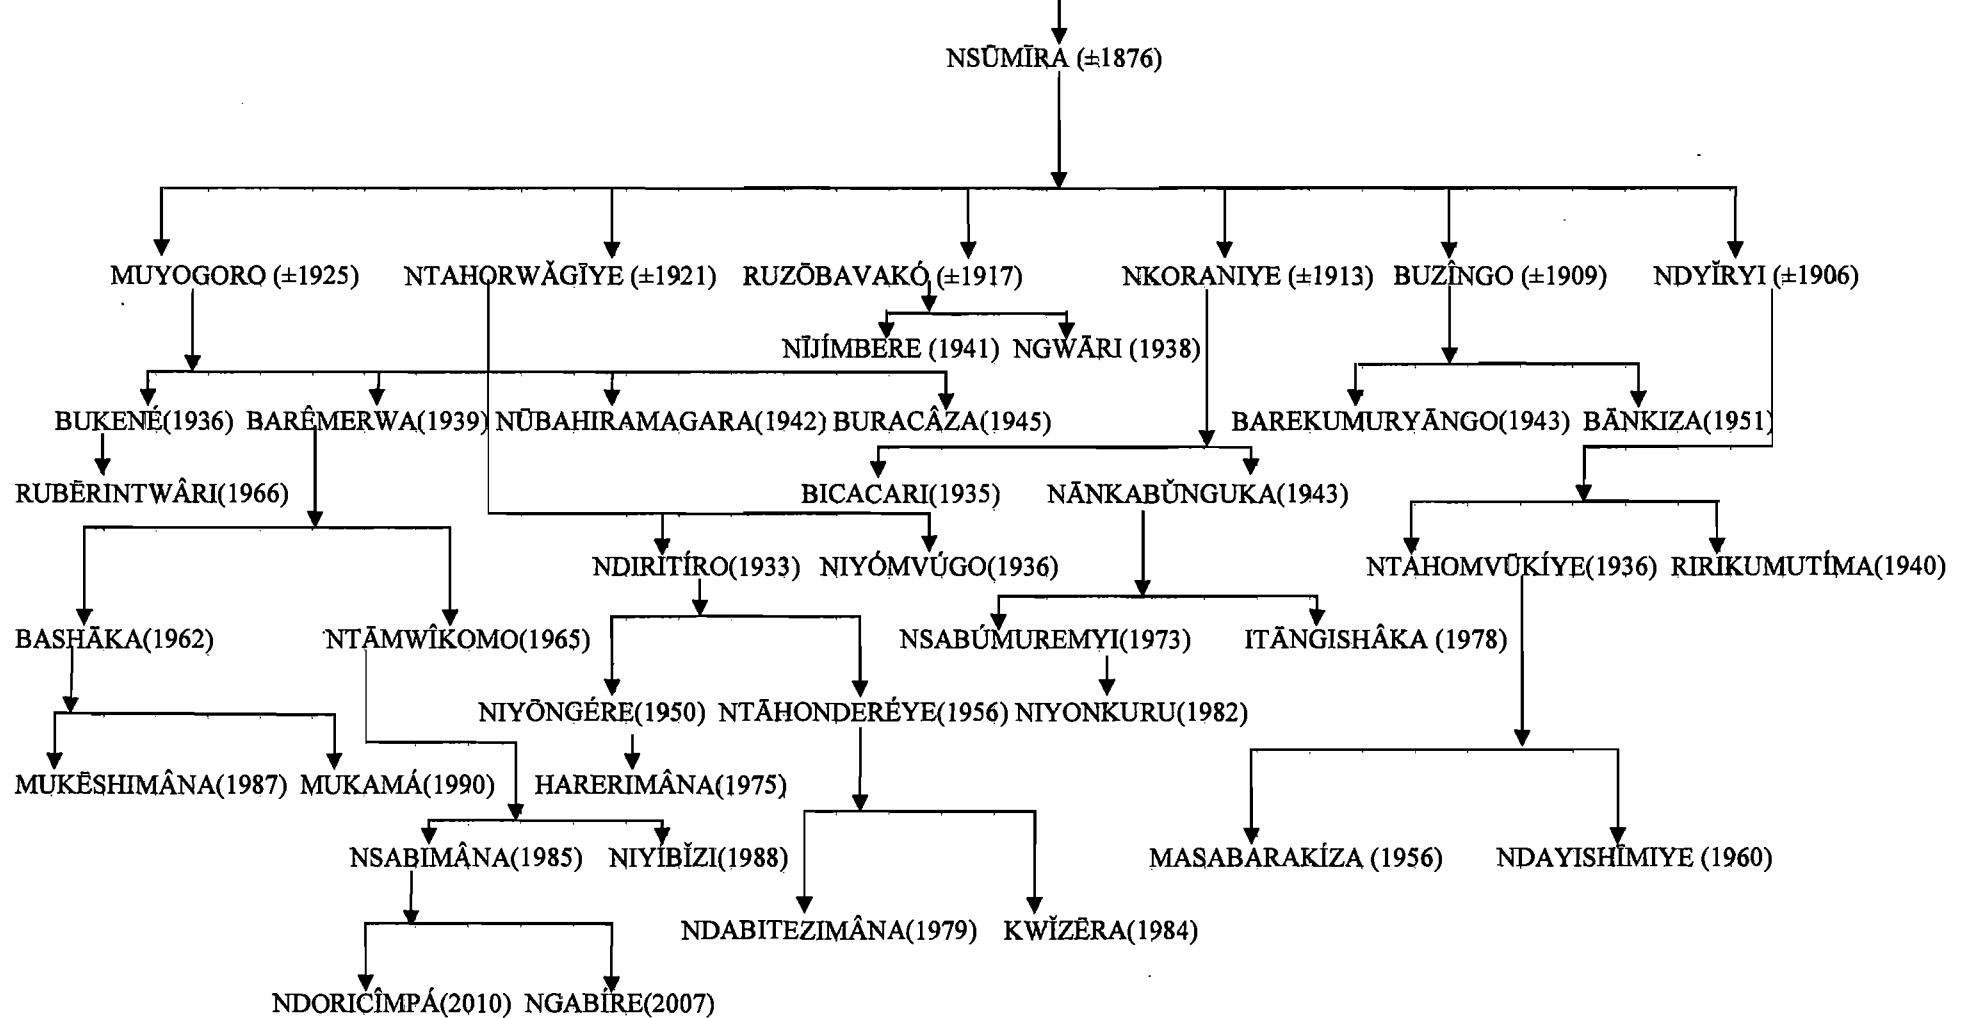 NSŪMĪRA (±1876)
MUYOGORO (±1925) NTAHORWĂGĪYE (±1921) RUZŌBAVAKÓ (±1917) NKORANIYE (±1913) BUZÎNGO (±1909) NDYĬRYI (±1906)
NĪJÍMBERE (1941) NGWĀRI (1938)
BUKENÉ(1936) BARÊMERWA(1939) NŪBAHIRAMAGARA(1942) BURACÂZA(1945) BAREKUMURYĀNGO(1943) BĀNKIZA(1951)
RUBĒRINTWÂRI(1966) BICACARI(1935) NĀNKABŬNGUKA(1943)
NDIRITÍRO(1933) NIYÓMVÚGO(1936) NTAHOMVŪKÍYE(1936) RIRIKUMUTÍMA(1940)
BASHĀKA(1962) NTĀMWÎKOMO(1965) NSABÚMUREMYI(1973) ITĀNGISHÂKA (1978)
NIYŌNGÉRE(1950) NTĀHONDERÉYE(1956) NIYONKURU(1982)
MUKĒSHIMÂNA(1987) MUKAMÁ(1990) HARERIMÂNA(1975)
NSABIMÂNA(1985) NIYÍBĬZI(1988) MASABARAKÍZA (1956) NDAYISHĪMIYE (1960)
NDABITEZIMÂNA(1979) KWĬZĒRA(1984)
NDORICÎMPÁ(2010) NGABÍRE(2007)